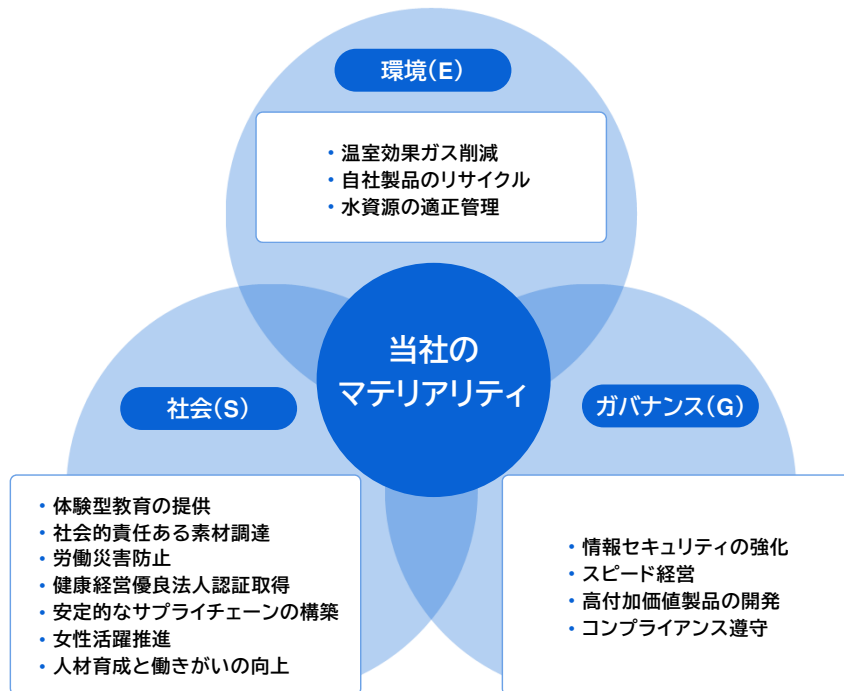 環境(E)
・温室効果ガス削減
・自社製品のリサイクル
・水資源の適正管理
当社の
マテリアリティ
社会(S)
・体験型教育の提供
・社会的責任ある素材調達
・労働災害防止
・健康経営優良法人認証取得
・安定的なサプライチェーンの構築
・女性活躍推進
・人材育成と働きがいの向上
ガバナンス(G)
・情報セキュリティの強化
・スピード経営
・高付加価値製品の開発
・コンプライアンス遵守